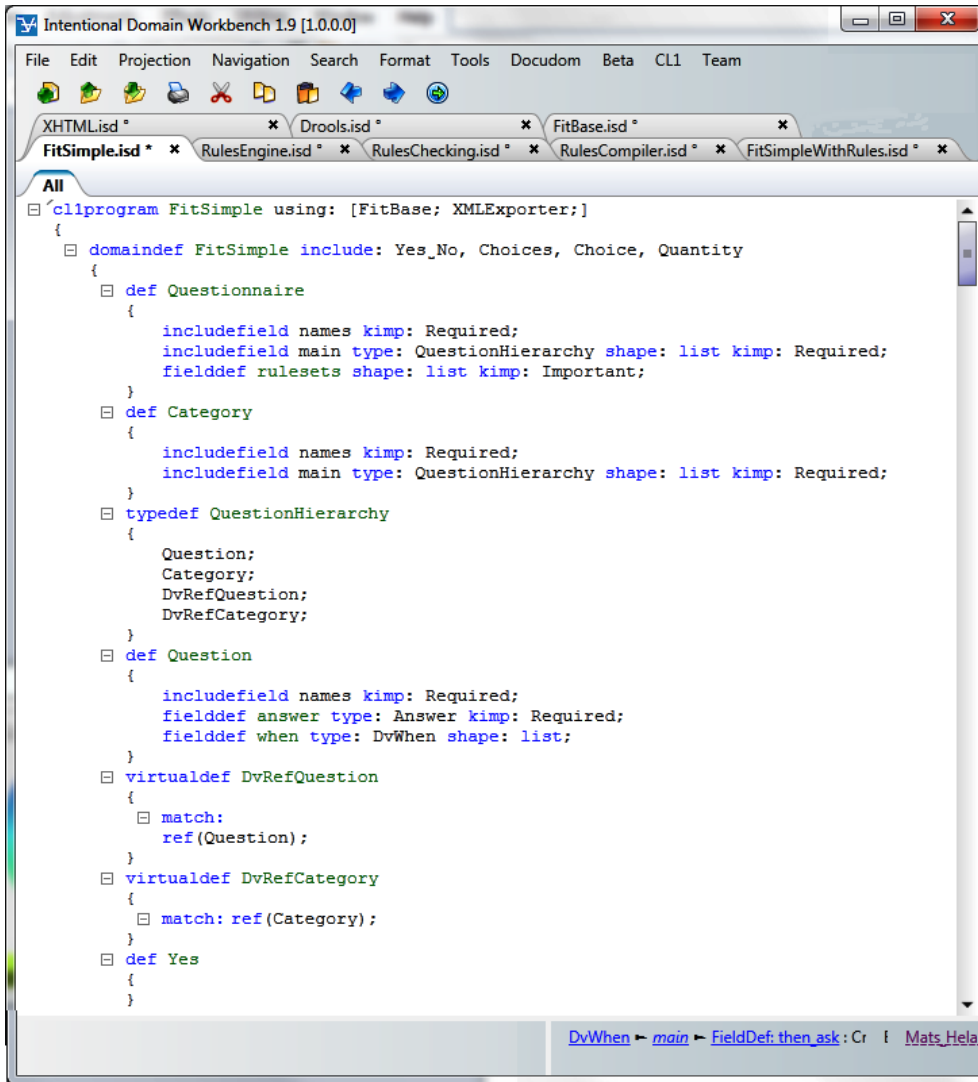 Intentional Domain Workbench 1.9 [1.0.0.0]
File Edit Projection Navigation Search Format Tools Docudom Beta CL1 Team
XHTML.isd * Drools.isd * FitBase.isd *
FitSimple.isd * RulesEngine.isd * RulesChecking.isd * RulesCompiler.isd * FitSimpleWithRules.isd *
All
cl1program FitSimple using: [FitBase; XMLExporter;]
{
domaindef FitSimple include: Yes_No, Choices, Choice, Quantity
{
def Questionnaire
{
includefield names kimp: Required;
includefield main type: QuestionHierarchy shape: list kimp: Required;
fielddef rulesets shape: list kimp: Important;
}
def Category
{
includefield names kimp: Required;
includefield main type: QuestionHierarchy shape: list kimp: Required;
}
typedef QuestionHierarchy
{
Question;
Category;
DvRefQuestion;
DvRefCategory;
}
def Question
{
includefield names kimp: Required;
fielddef answer type: Answer kimp: Required;
fielddef when type: DvWhen shape: list;
}
virtualdef DvRefQuestion
{
match:
ref(Question);
}
virtualdef DvRefCategory
{
match: ref(Category);
}
def Yes
{
}
DvWhen main FieldDef: then_ask : Cr Mats_Hela